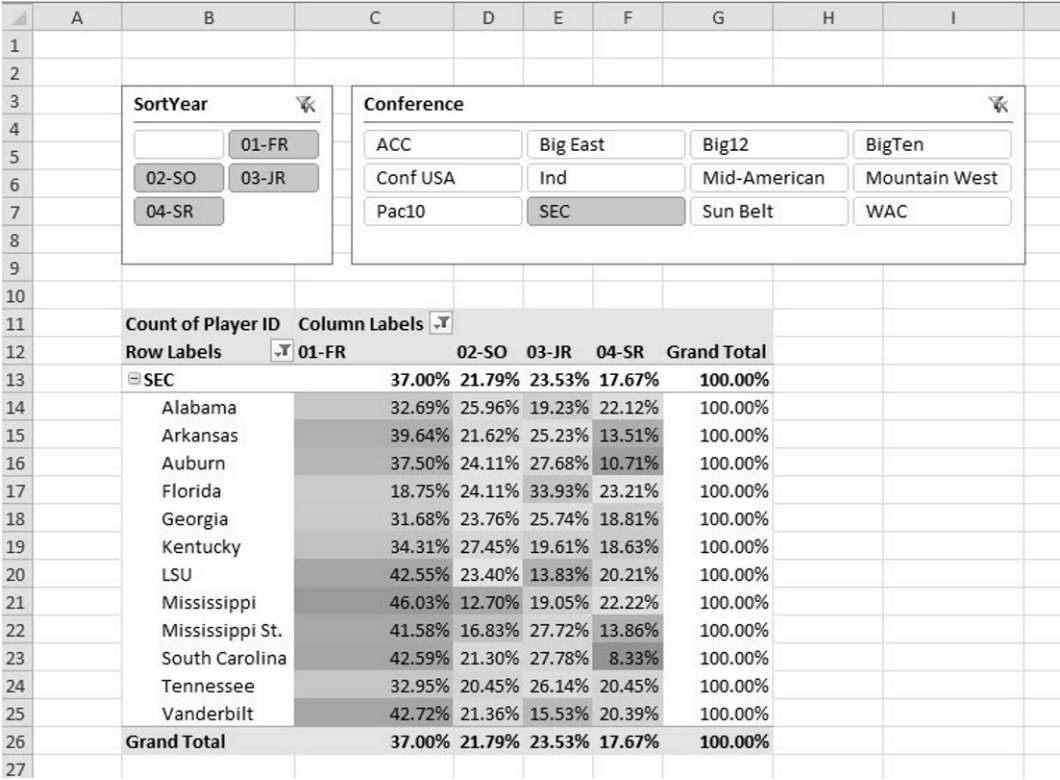 A B C D E F G H I
1
2
3 SortYear Conference
4
01-FR ACC Big East Big12 BigTen
5
6 02-SO 03-JR Conf USA Ind Mid-American Mountain West
7 04-SR Pac10 SEC Sun Belt WAC
8
9
10
11 Count of Player ID Column Labels
12 Row Labels 01-FR 02-SO 03-JR 04-SR Grand Total
13 SEC 37.00% 21.79% 23.53% 17.67% 100.00%
14 Alabama 32.69% 25.96% 19.23% 22.12% 100.00%
15 Arkansas 39.64% 21.62% 25.23% 13.51% 100.00%
16 Auburn 37.50% 24.11% 27.68% 10.71% 100.00%
17 Florida 18.75% 24.11% 33.93% 23.21% 100.00%
18 Georgia 31.68% 23.76% 25.74% 18.81% 100.00%
19 Kentucky 34.31% 27.45% 19.61% 18.63% 100.00%
20 LSU 42.55% 23.40% 13.83% 20.21% 100.00%
21 Mississippi 46.03% 12.70% 19.05% 22.22% 100.00%
22 Mississippi St. 41.58% 16.83% 27.72% 13.86% 100.00%
23 South Carolina 42.59% 21.30% 27.78% 8.33% 100.00%
24 Tennessee 32.95% 20.45% 26.14% 20.45% 100.00%
25 Vanderbilt 42.72% 21.36% 15.53% 20.39% 100.00%
26 Grand Total 37.00% 21.79% 23.53% 17.67% 100.00%
27